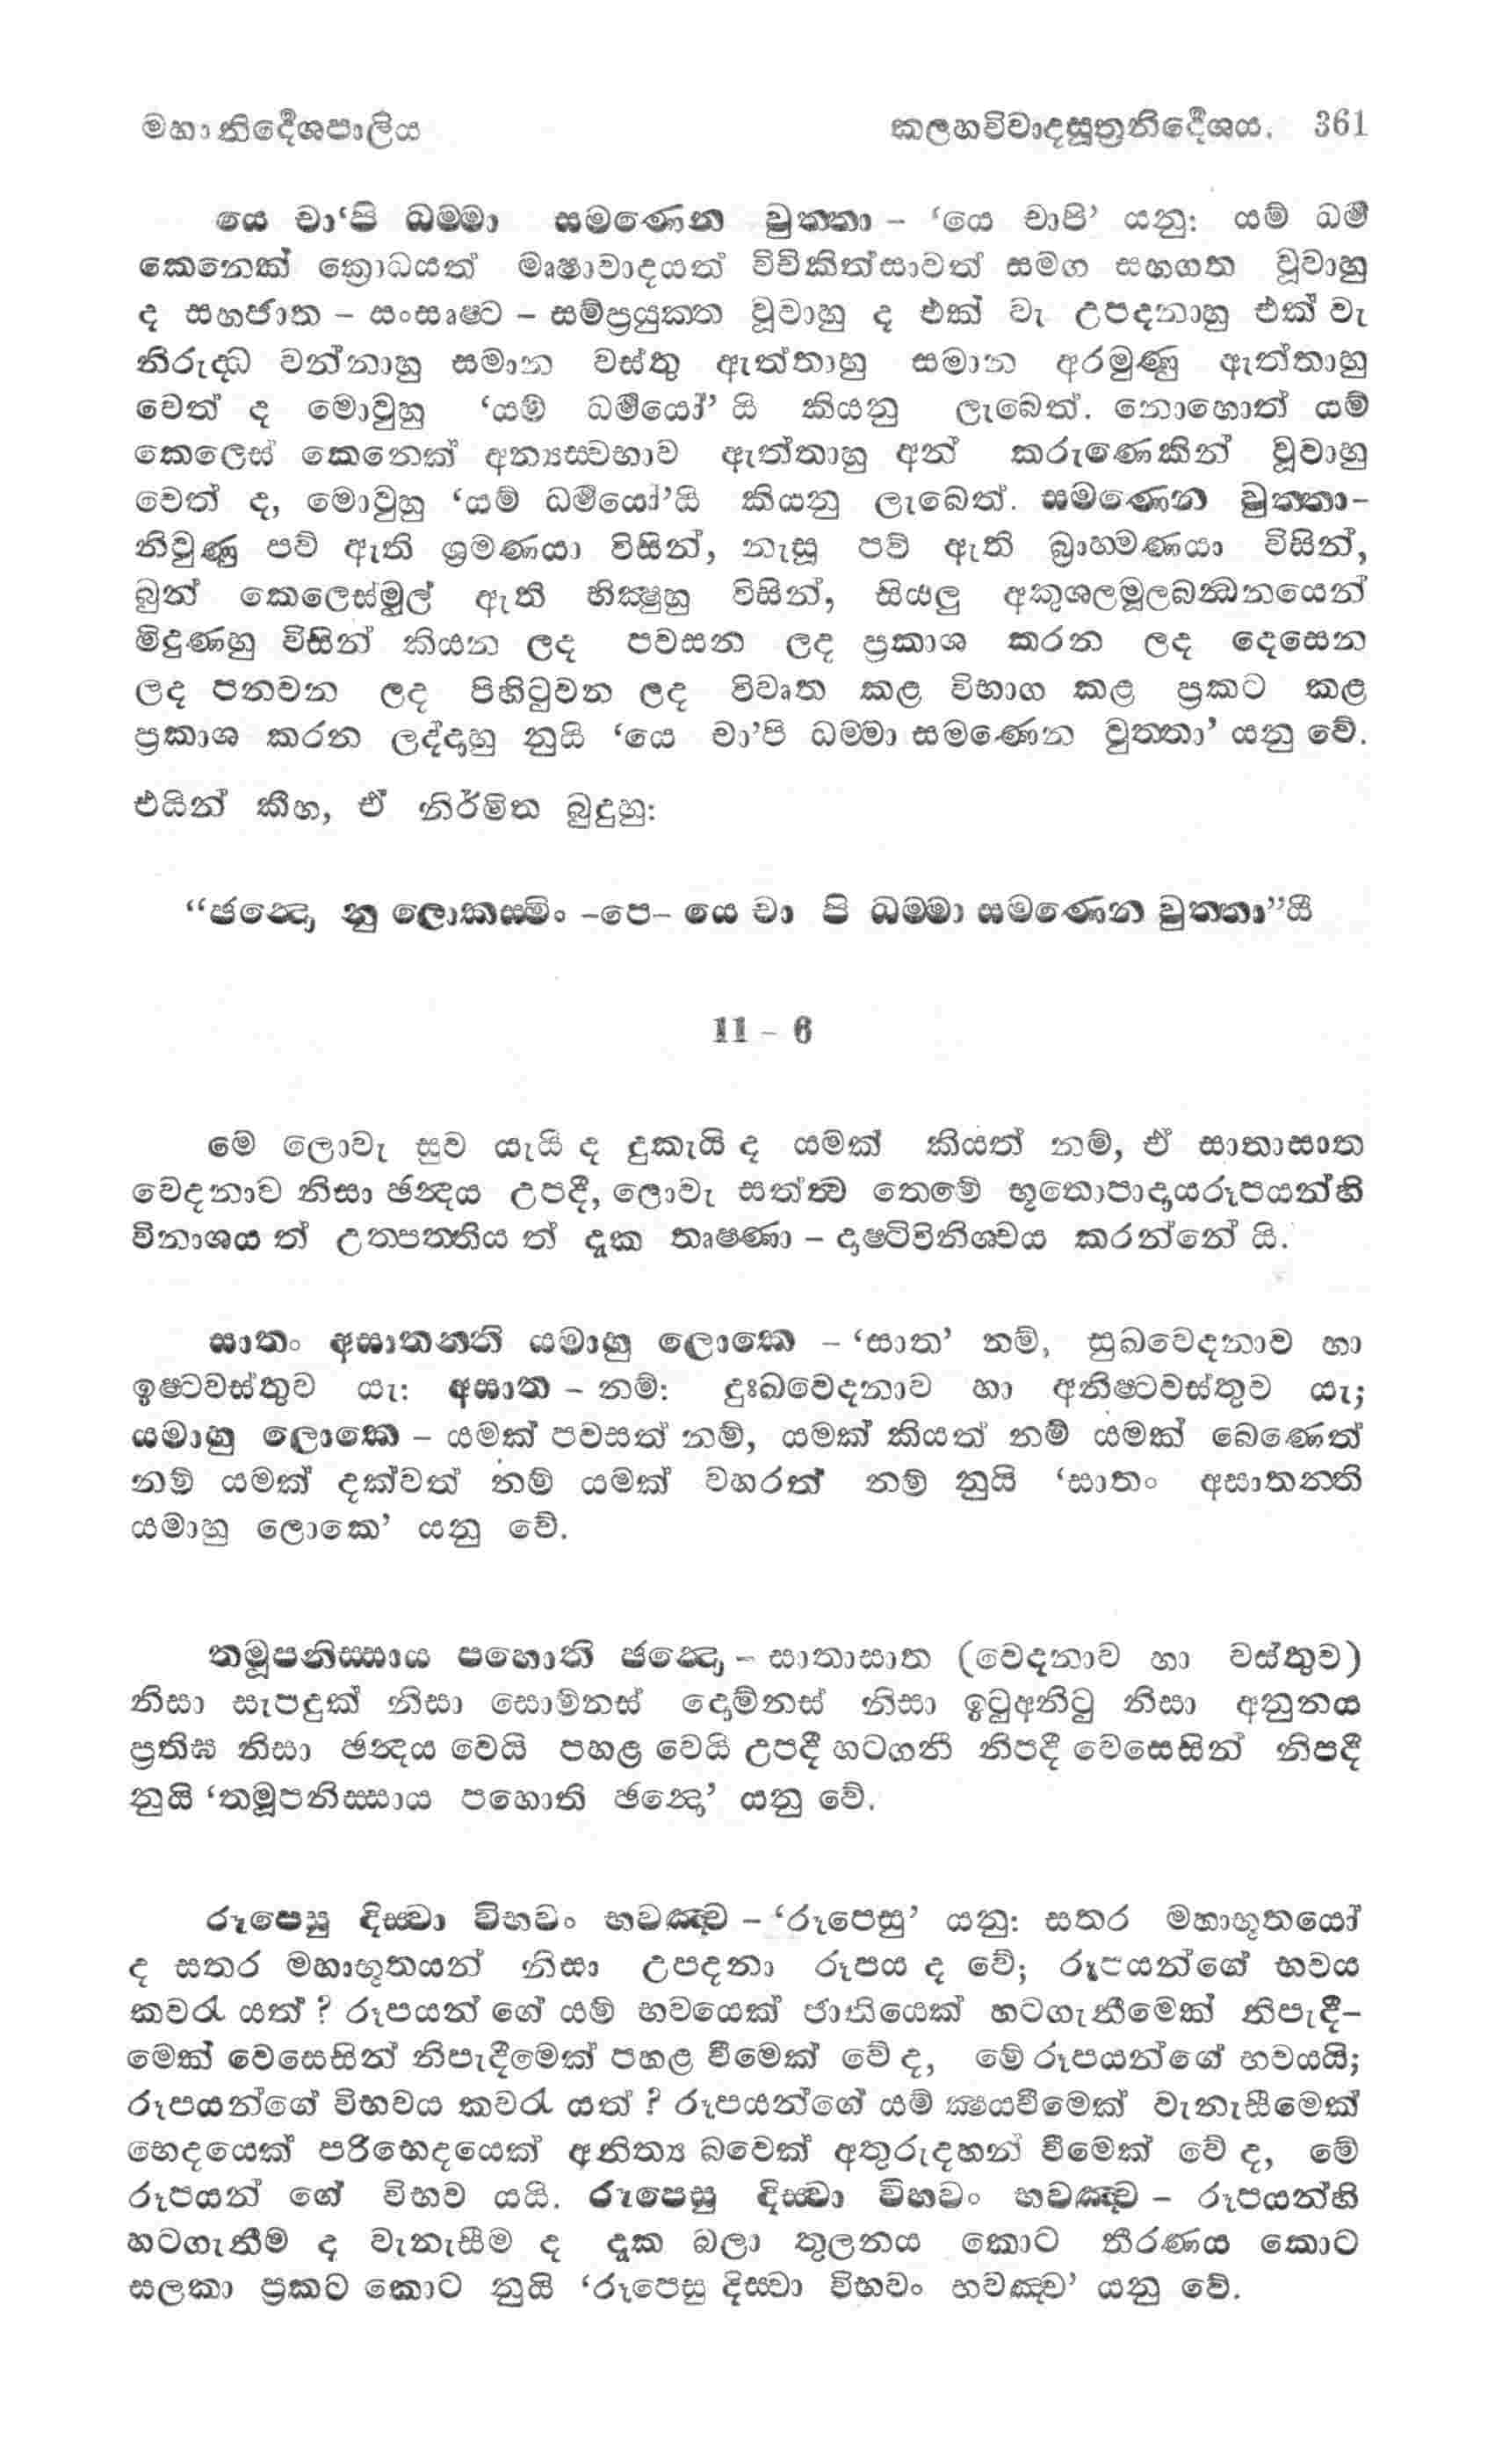 මහානිර්දේශපාලිය	කලහවිවාදසූත්‍රනිර්දේශය. 361
යෙ චා‘පි ධම්මා සමණෙන වුත්තා – ‘යෙ චාපි’ යනු: යම් ධර්ම
කෙනෙක් ක්‍රොධයත් මෘෂාවාදයත් විචිකිත්සාවත් සමග සහගත වූවාහු
ද සහජාත – සංසෘෂ්ට – සම්ප්‍රයුක්ත වූවාහු ද එක් වැ උපදනාහු එක් වැ
නිරුද්ධ වන්නාහු සමාන වස්තු ඇත්තාහු සමාන අරමුණු ඇත්තාහු
වෙත් ද මොවුහු ‘යම් ධර්මයෝ’ යි කියනු ලැබෙත්. නොහොත් යම්
කෙලෙස් කෙනෙක් අන්‍යස්වභාව ඇත්තාහු අන් කරුණෙකින් වූවාහු
වෙත් ද, මොවුහු ‘යම් ධර්මයෝ’යි කියනු ලැබෙත්. සමණෙන වුත්තා–
නිවුණු පව් ඇති ශ්‍රමණයා විසින්, නැසූ පව් ඇති බ්‍රාහ්මණයා විසින්,
බුන් කෙලෙස්මුල් ඇති භික්‍ෂුහු විසින්, සියලු අකුශලමූලබන්ධනයෙන්
මිදුණහු විසින් කියන ලද පවසන ලද ප්‍රකාශ කරන ලද දෙසෙන
ලද පනවන ලද පිහිටුවන ලද විවෘත කළ විභාග කළ ප්‍රකට කළ
ප්‍රකාශ කරන ලද්දාහු නුයි ‘යෙ චා’පි ධම්මා සමණෙන වුත්තා’ යනු වේ.
එයින් කීහ, ඒ නිර්මිත බුදුහු:
“ඡන්දො නු ලොකස්මිං –පෙ– යෙ චා පි ධම්මා සමණෙන වුත්තා”යි
11 – 6
මේ ලොවැ සුව යැයි ද දුකැයි ද යමක් කියත් නම්, ඒ සාතාසාත
වෙදනාව නිසා ඡන්දය උපදී, ලොවැ සත්ත්ව තෙමේ භූතොපාදායරූපයන්හි
විනාශය ත් උත්පත්තිය ත් දැක තෘෂ්ණා – දෘෂ්ටිවිනිශ්චය කරන්නේ යි.
සාතං අසාතන්ති යමාහු ලොකෙ – ‘සාත’ නම්, සුඛවෙදනාව හා
ඉෂ්ටවස්තුව යැ: අසාත – නම්: දුඃඛවෙදනාව හා අනිෂ්ටවස්තුව යැ;
යමාහු ලොකෙ – යමක් පවසත් නම්, යමක් කියත් නම් යමක් බෙණෙත්
නම් යමක් දක්වත් නම් යමක් වහරත් නම් නුයි ‘සාතං අසාතන්ති
යමාහු ලොකෙ’ යනු වේ.
තමූපනිස්සාය පහොති ඡන්දො – සාතාසාත (වෙදනාව හා වස්තුව)
නිසා සැපදුක් නිසා සොම්නස් දොම්නස් නිසා ඉටුඅනිටු නිසා අනුනය
ප්‍රතිඝ නිසා ඡන්දය වෙයි පහළ වෙයි උපදී හටගනී නිපදී වෙසෙසින් නිපදී
නුයි ‘තමූපනිස්සාය පහොති ඡන්දො’ යනු වේ.
රූපෙසු දිස්වා විභවං භවඤ්ච – ‘රූපෙසු’ යනු: සතර මහාභූතයෝ
ද සතර මහාභූතයන් නිසා උපදනා රූපය ද වේ; රූපයන්ගේ භවය
කවරැ යත් ? රූපයන් ගේ යම් භවයෙක් ජාතියෙක් හටගැනීමෙක් නිපැදී–
මෙක් වෙසෙසින් නිපැදීමෙක් පහළ වීමෙක් වේ ද, මේ රූපයන්ගේ භවයයි;
රූපයන්ගේ විභවය කවරැ යත් ? රූපයන්ගේ යම් ක්‍ෂයවීමෙක් වැනැසීමෙක්
භෙදයෙක් පරිභෙදයෙක් අනිත්‍ය බවෙක් අතුරුදහන් වීමෙක් වේ ද, මේ
රූපයන් ගේ විභව යයි. රූපෙසු දිස්වා විභවං භවඤ්ච – රූපයන්හි
හටගැනීම ද වැනැසීම ද දැක බලා තුලනය කොට තීරණය කොට
සලකා ප්‍රකට කොට නුයි ‘රූපෙසු දිස්වා විභවං භවඤ්ච’ යනු වේ.